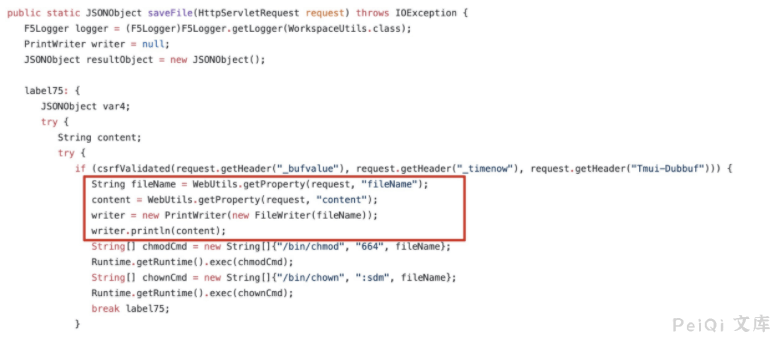 public static JSONObject saveFile(HttpServletRequest request) throws IOException {
F5Logger logger = (F5Logger)F5Logger.getLogger(WorkspaceUtils.class);
PrintWriter writer = null;
JSONObject resultObject = new JSONObject();
label75: {
JSONObject var4;
try {
String content;
try {
if (csrfValidated(request.getHeader("_bufvalue"), request.getHeader("_timenow"), request.getHeader("Tmui-Dubbuf"))) {
String fileName = WebUtils.getProperty(request, "fileName");
content = WebUtils.getProperty(request, "content");
writer = new PrintWriter(new FileWriter(fileName));
writer.println(content);
String[] chmodCmd = new String[]{"/bin/chmod", "664", fileName};
Runtime.getRuntime().exec(chmodCmd);
String[] chownCmd = new String[]{"/bin/chown", ":sdm", fileName};
Runtime.getRuntime().exec(chownCmd);
break label75;
}
PeiQi 文库